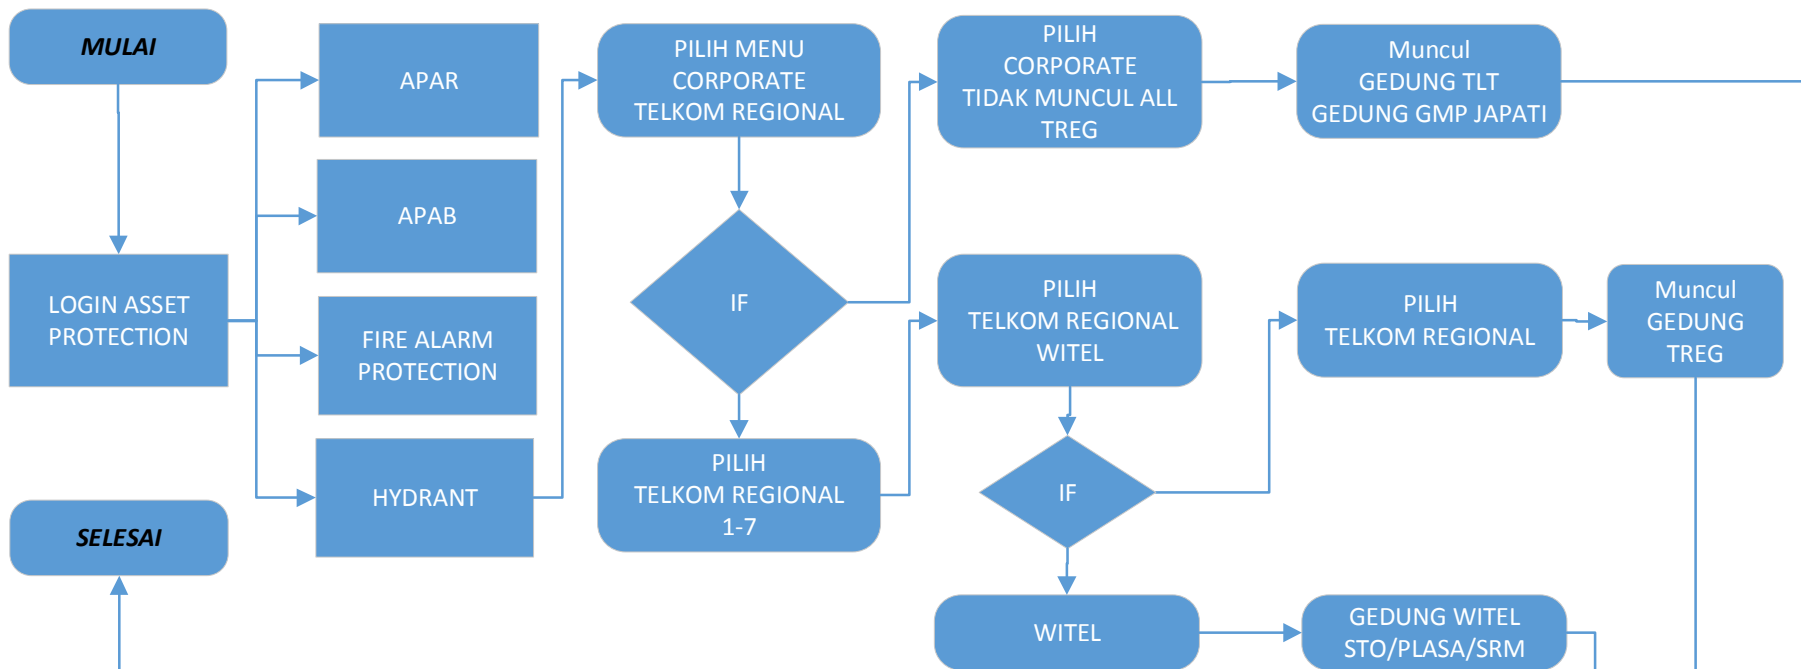 MULAI
LOGIN ASSET
PROTECTION
SELESAI
APAR
APAB
FIRE ALARM
PROTECTION
HYDRANT
PILIH MENU
CORPORATE
TELKOM REGIONAL
IF
PILIH
TELKOM REGIONAL
1-7
PILIH
CORPORATE
TIDAK MUNCUL ALL
TREG
Muncul
GEDUNG TLT
GEDUNG GMP JAPATI
PILIH
TELKOM REGIONAL
WITEL
IF
PILIH
TELKOM REGIONAL
Muncul
GEDUNG
TREG
WITEL
GEDUNG WITEL
STO/PLASA/SRM